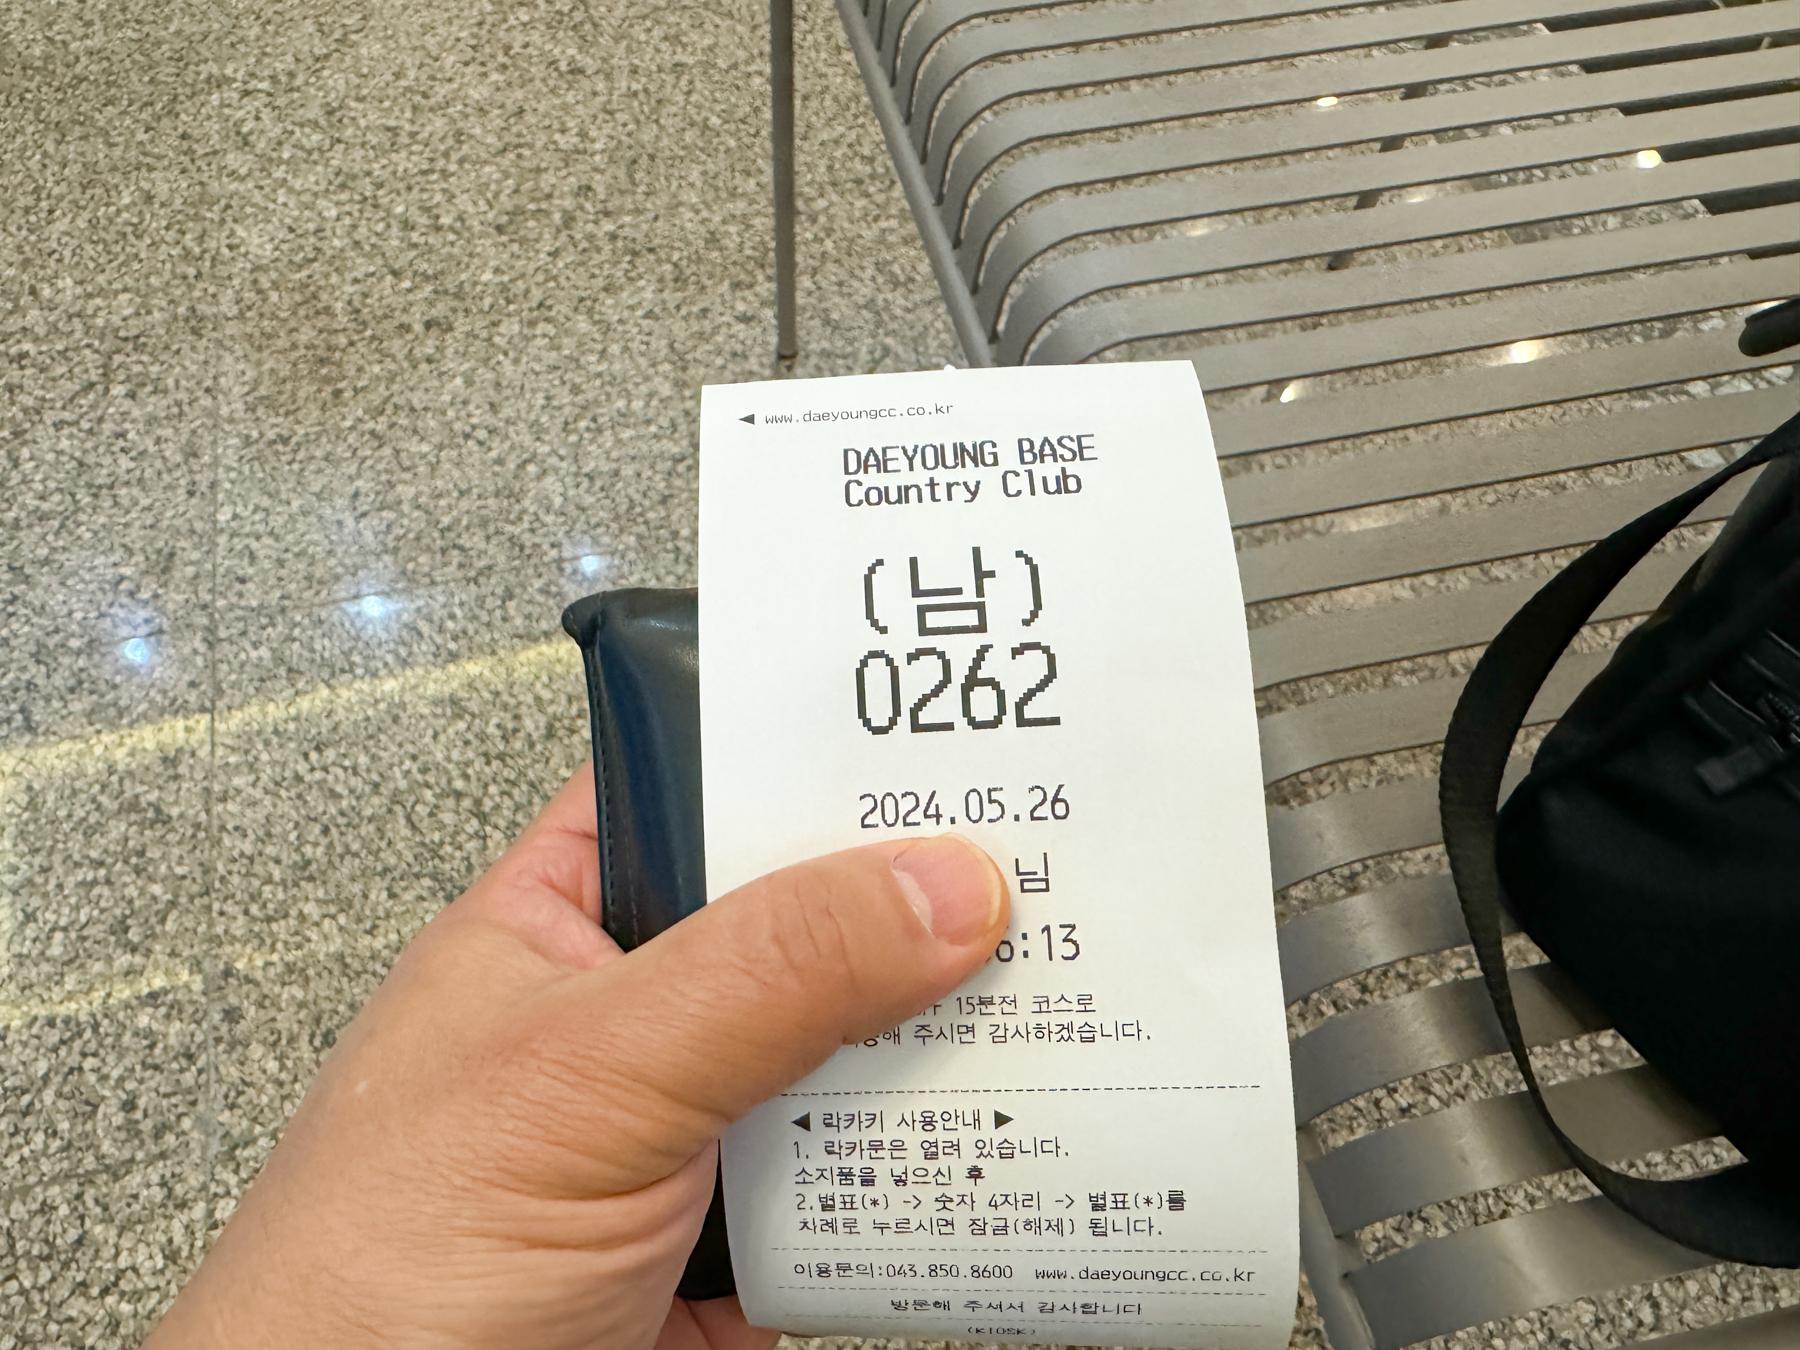 ◀ www.daeyoungcc.co.kr
DAEYOUNG BASE
Country Club
(남)
0262
2024.05.26
님
6:13
15분전 코스로
주시면 감사하겠습니다.
◀ 락카키 사용안내 ▶
1. 락카문은 열려 있습니다.
소지품을 넣으신 후
2.별표(*) -> 숫자 4자리 -> 별표(*)를
차례로 누르시면 잠금(해제) 됩니다.
이용문의:043.850.8600 www.daeyoungcc.co.kr
방문해 주셔서 감사합니다
(KIOSK)